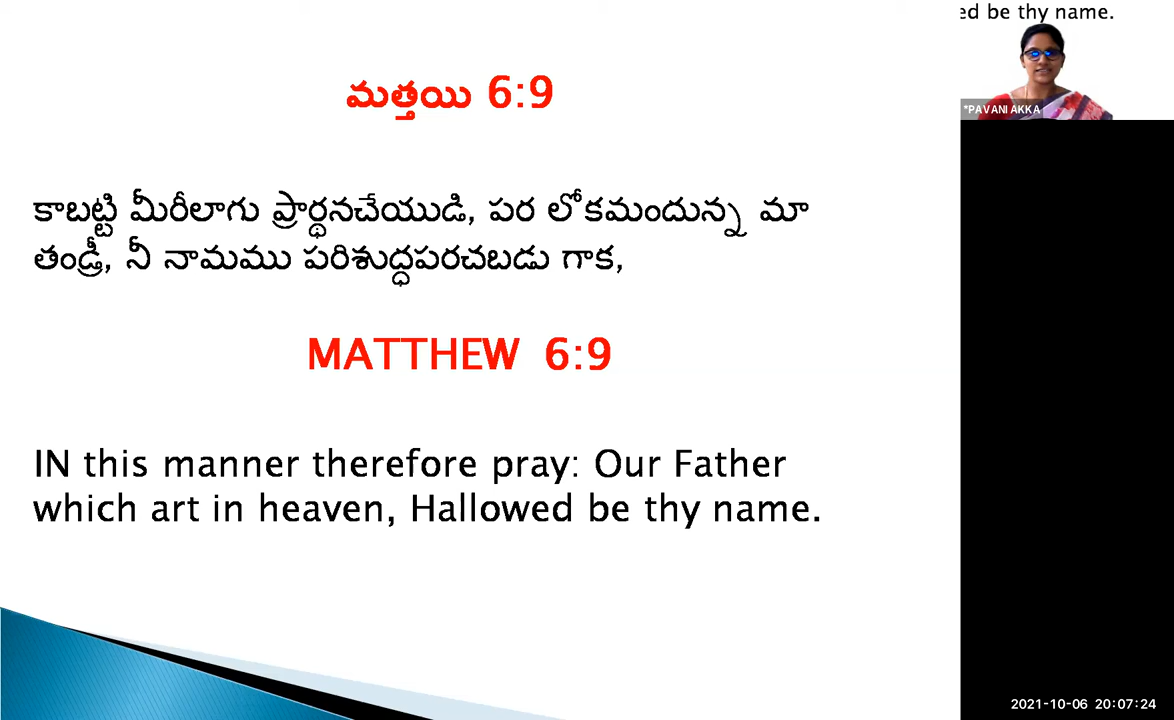 ed be thy name.
*PAVANI AKKA
మత్తయి 6:9
కాబట్టి మీరీలాగు ప్రార్థనచేయుడి, పర లోకమందున్న మా
తండ్రీ, నీ నామము పరిశుద్ధపరచబడు గాక,
MATTHEW 6:9
IN this manner therefore pray: Our Father
which art in heaven, Hallowed be thy name.
2021-10-06 20:07:24